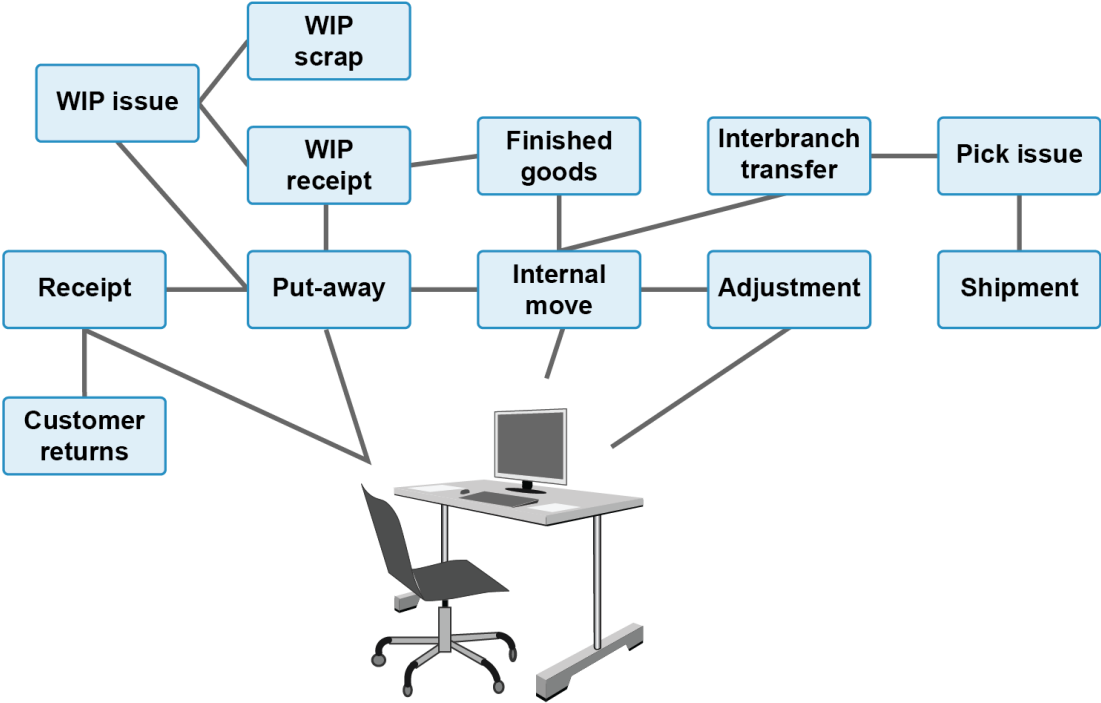 WIP
scrap
WIP issue
WIP
receipt
Finished
goods
Interbranch
transfer
Pick issue
Receipt
Put-away
Internal
move
Adjustment
Shipment
Customer
returns